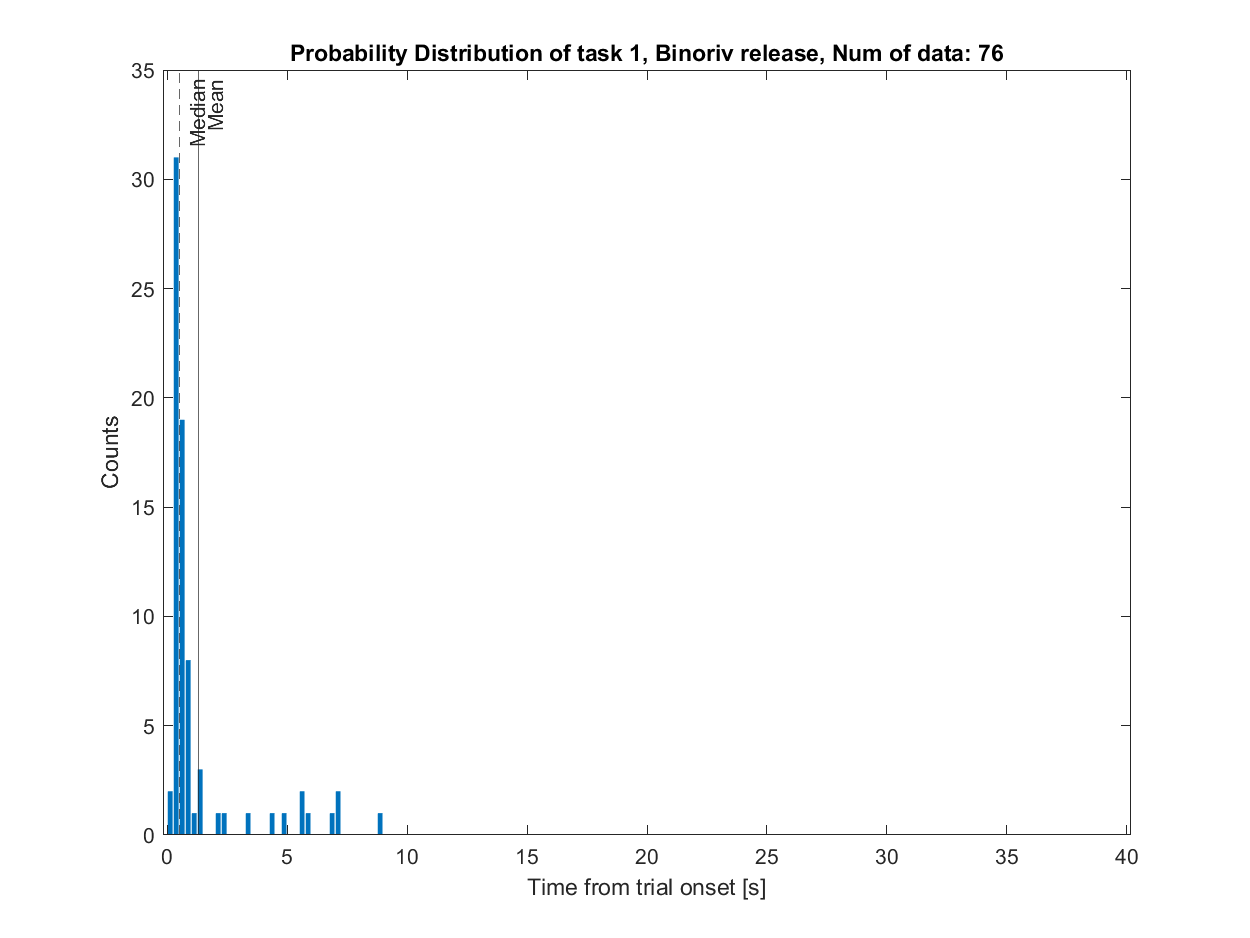 Probability Distribution of task 1, Binoriv release, Num of data: 76
35
30
25
20
15
10
5
0
Median
Mean
Counts
0 5 10 15 20 25 30 35 40
Time from trial onset [s]